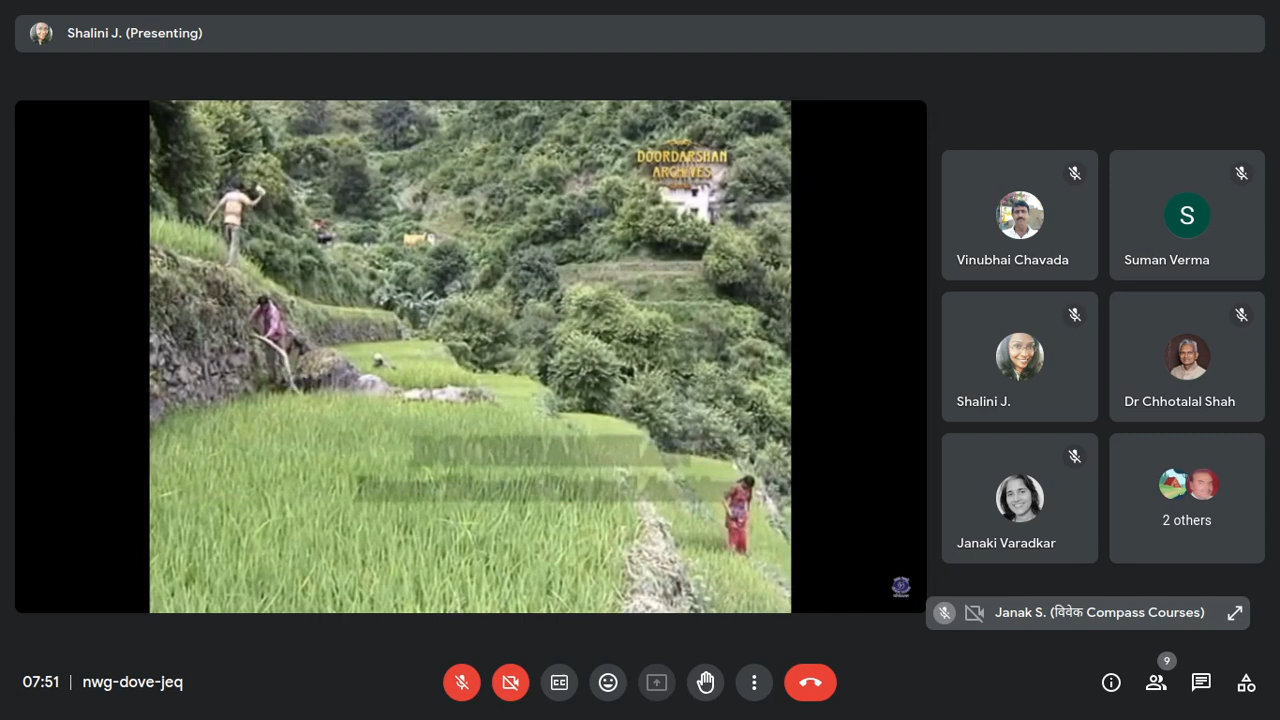 Shalini J. (Presenting)
DOORDARSHAN
ARCHIVES
Vinubhai Chavada
S
Suman Verma
Shalini J.
Dr Chhotalal Shah
Janaki Varadkar
2 others
Janak S. (विवेक Compass Courses)
07:51 | nwg-dove-jeq
CC
9